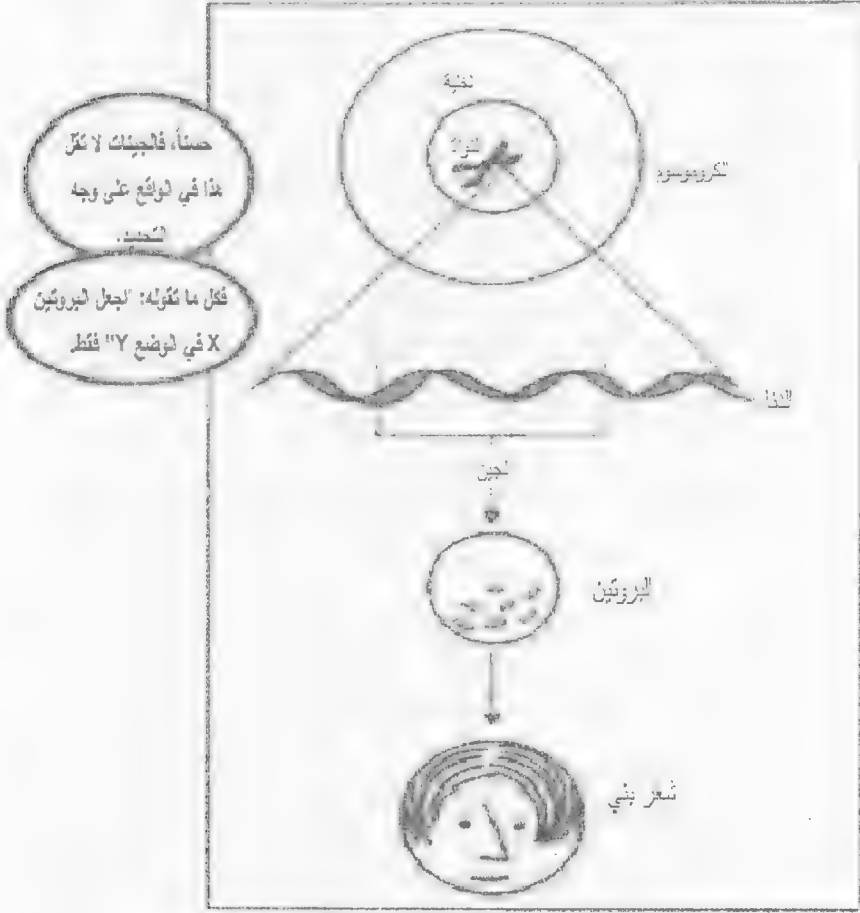 خلية
النواة
الكروموسوم
حسناً، فالجينات لا تقل
هذا في الواقع على وجه
التحديد.
فكل ما تقوله: "اجعل البروتين
X في الوضع Y" فقط.
الدنا
الجين
البروتين
شعر بني